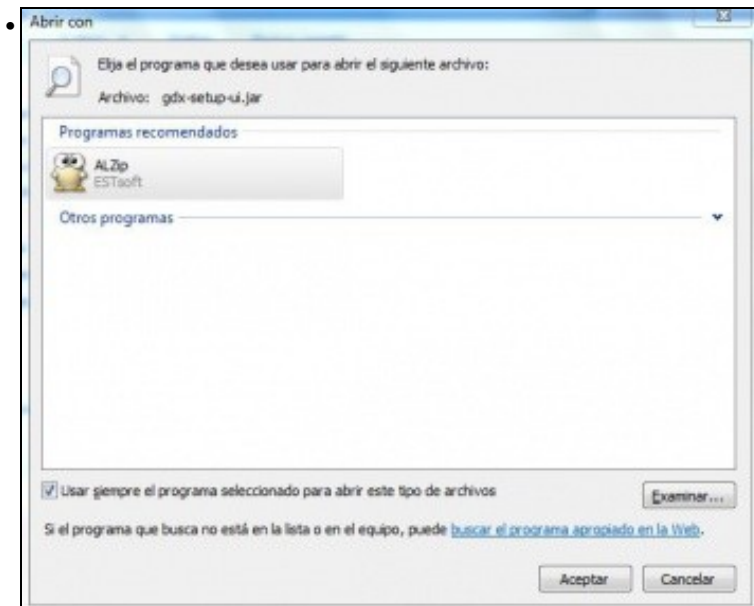 Abrir con
Elija el programa que desea usar para abrir el siguiente archivo:
Archivo: gdx-setup-ui.jar
Programas recomendados
ALZip
ESTsoft
Otros programas
Usar siempre el programa seleccionado para abrir este tipo de archivos
Examinar...
Si el programa que busca no está en la lista o en el equipo, puede buscar el programa apropiado en la Web.
Aceptar
Cancelar